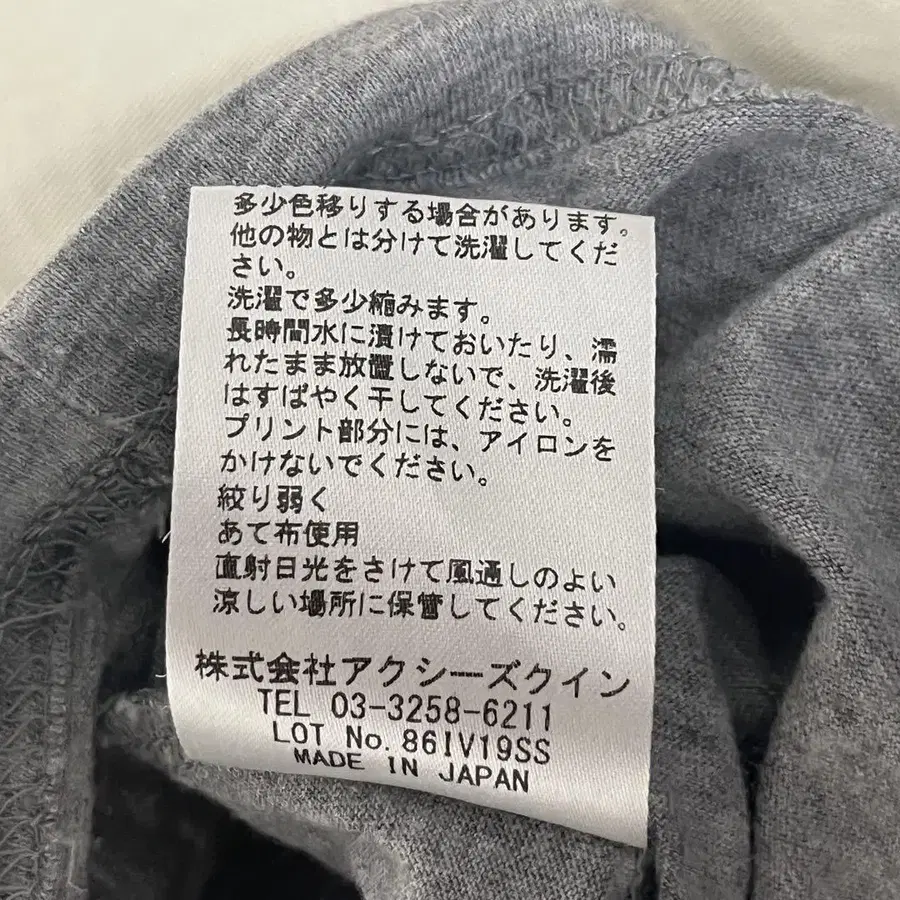 多少色移りする場合があります。
他の物とは分けて洗濯してくだ
さい。
洗濯で多少縮みます。
長時間水に漬けておいたり、濡
れたまま放置しないで、洗濯後
はすばやく干してください。
プリント部分には、アイロンを
かけないでください。
絞り弱く
あて布使用
直射日光をさけて風通しのよい
涼しい場所に保管してください。
株式会社アクシーズクイン
TEL 03-3258-6211
LOT No. 86IV19SS
MADE IN JAPAN